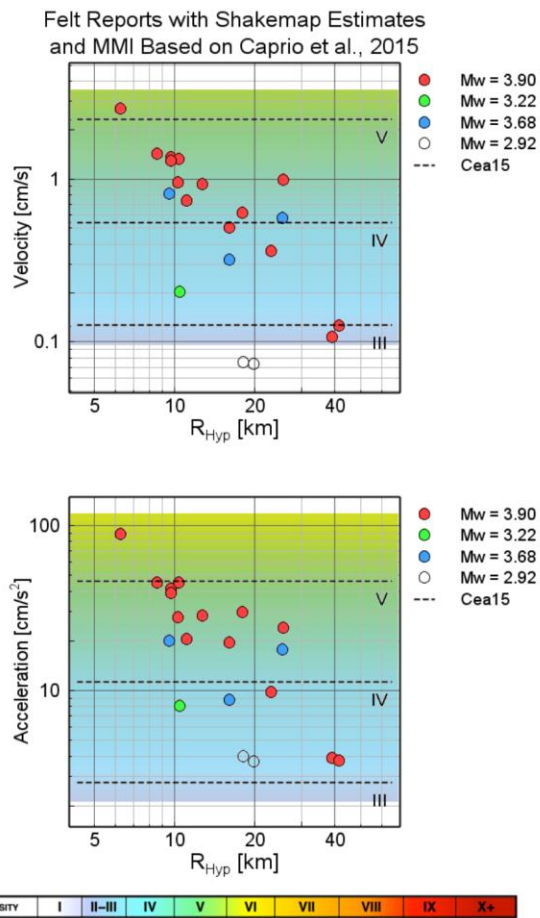 Felt Reports with Shakemap Estimates
and MMI Based on Caprio et al., 2015
Velocity [cm/s]
1
0.1
V
IV
III
5
10
20
40
R_Hyp [km]
Mw = 3.90
Mw = 3.22
Mw = 3.68
Mw = 2.92
Cea15
Acceleration [cm/s²]
100
10
V
IV
III
5
10
20
40
R_Hyp [km]
Mw = 3.90
Mw = 3.22
Mw = 3.68
Mw = 2.92
Cea15
SITY I II-III IV V VI VII VIII IX X+